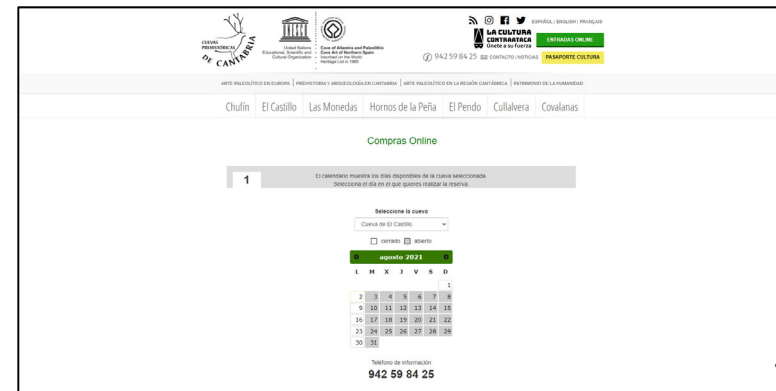 CUEVAS
PREHISTÓRICAS
DE CANTABRIA
United Nations
Educational, Scientific and
Cultural Organization
Cave of Altamira and Paleolithic
Cave Art of Northern Spain
inscribed on the World
Heritage List in 1985
ESPAÑOL | ENGLISH | FRANÇAIS
LA CULTURA
CONTRAATACA
Únete a su fuerza
ENTRADAS ONLINE
942 59 84 25 CONTACTO | NOTICIAS PASAPORTE CULTURA
ARTE PALEOLÍTICO EN EUROPA | PREHISTORIA Y ARQUEOLOGÍA EN CANTABRIA | ARTE PALEOLÍTICO EN LA REGIÓN CANTÁBRICA | PATRIMONIO DE LA HUMANIDAD
Chufín El Castillo Las Monedas Hornos de la Peña El Pendo Cullalvera Covalanas
Compras Online
1
El calendario muestra los días disponibles de la cueva seleccionada.
Selecciona el día en el que quieres realizar la reserva.
Seleccione la cueva
Cueva de El Castillo
cerrado abierto
agosto 2021
L M X J V S D
1
2 3 4 5 6 7 8
9 10 11 12 13 14 15
16 17 18 19 20 21 22
23 24 25 26 27 28 29
30 31
Teléfono de información
942 59 84 25